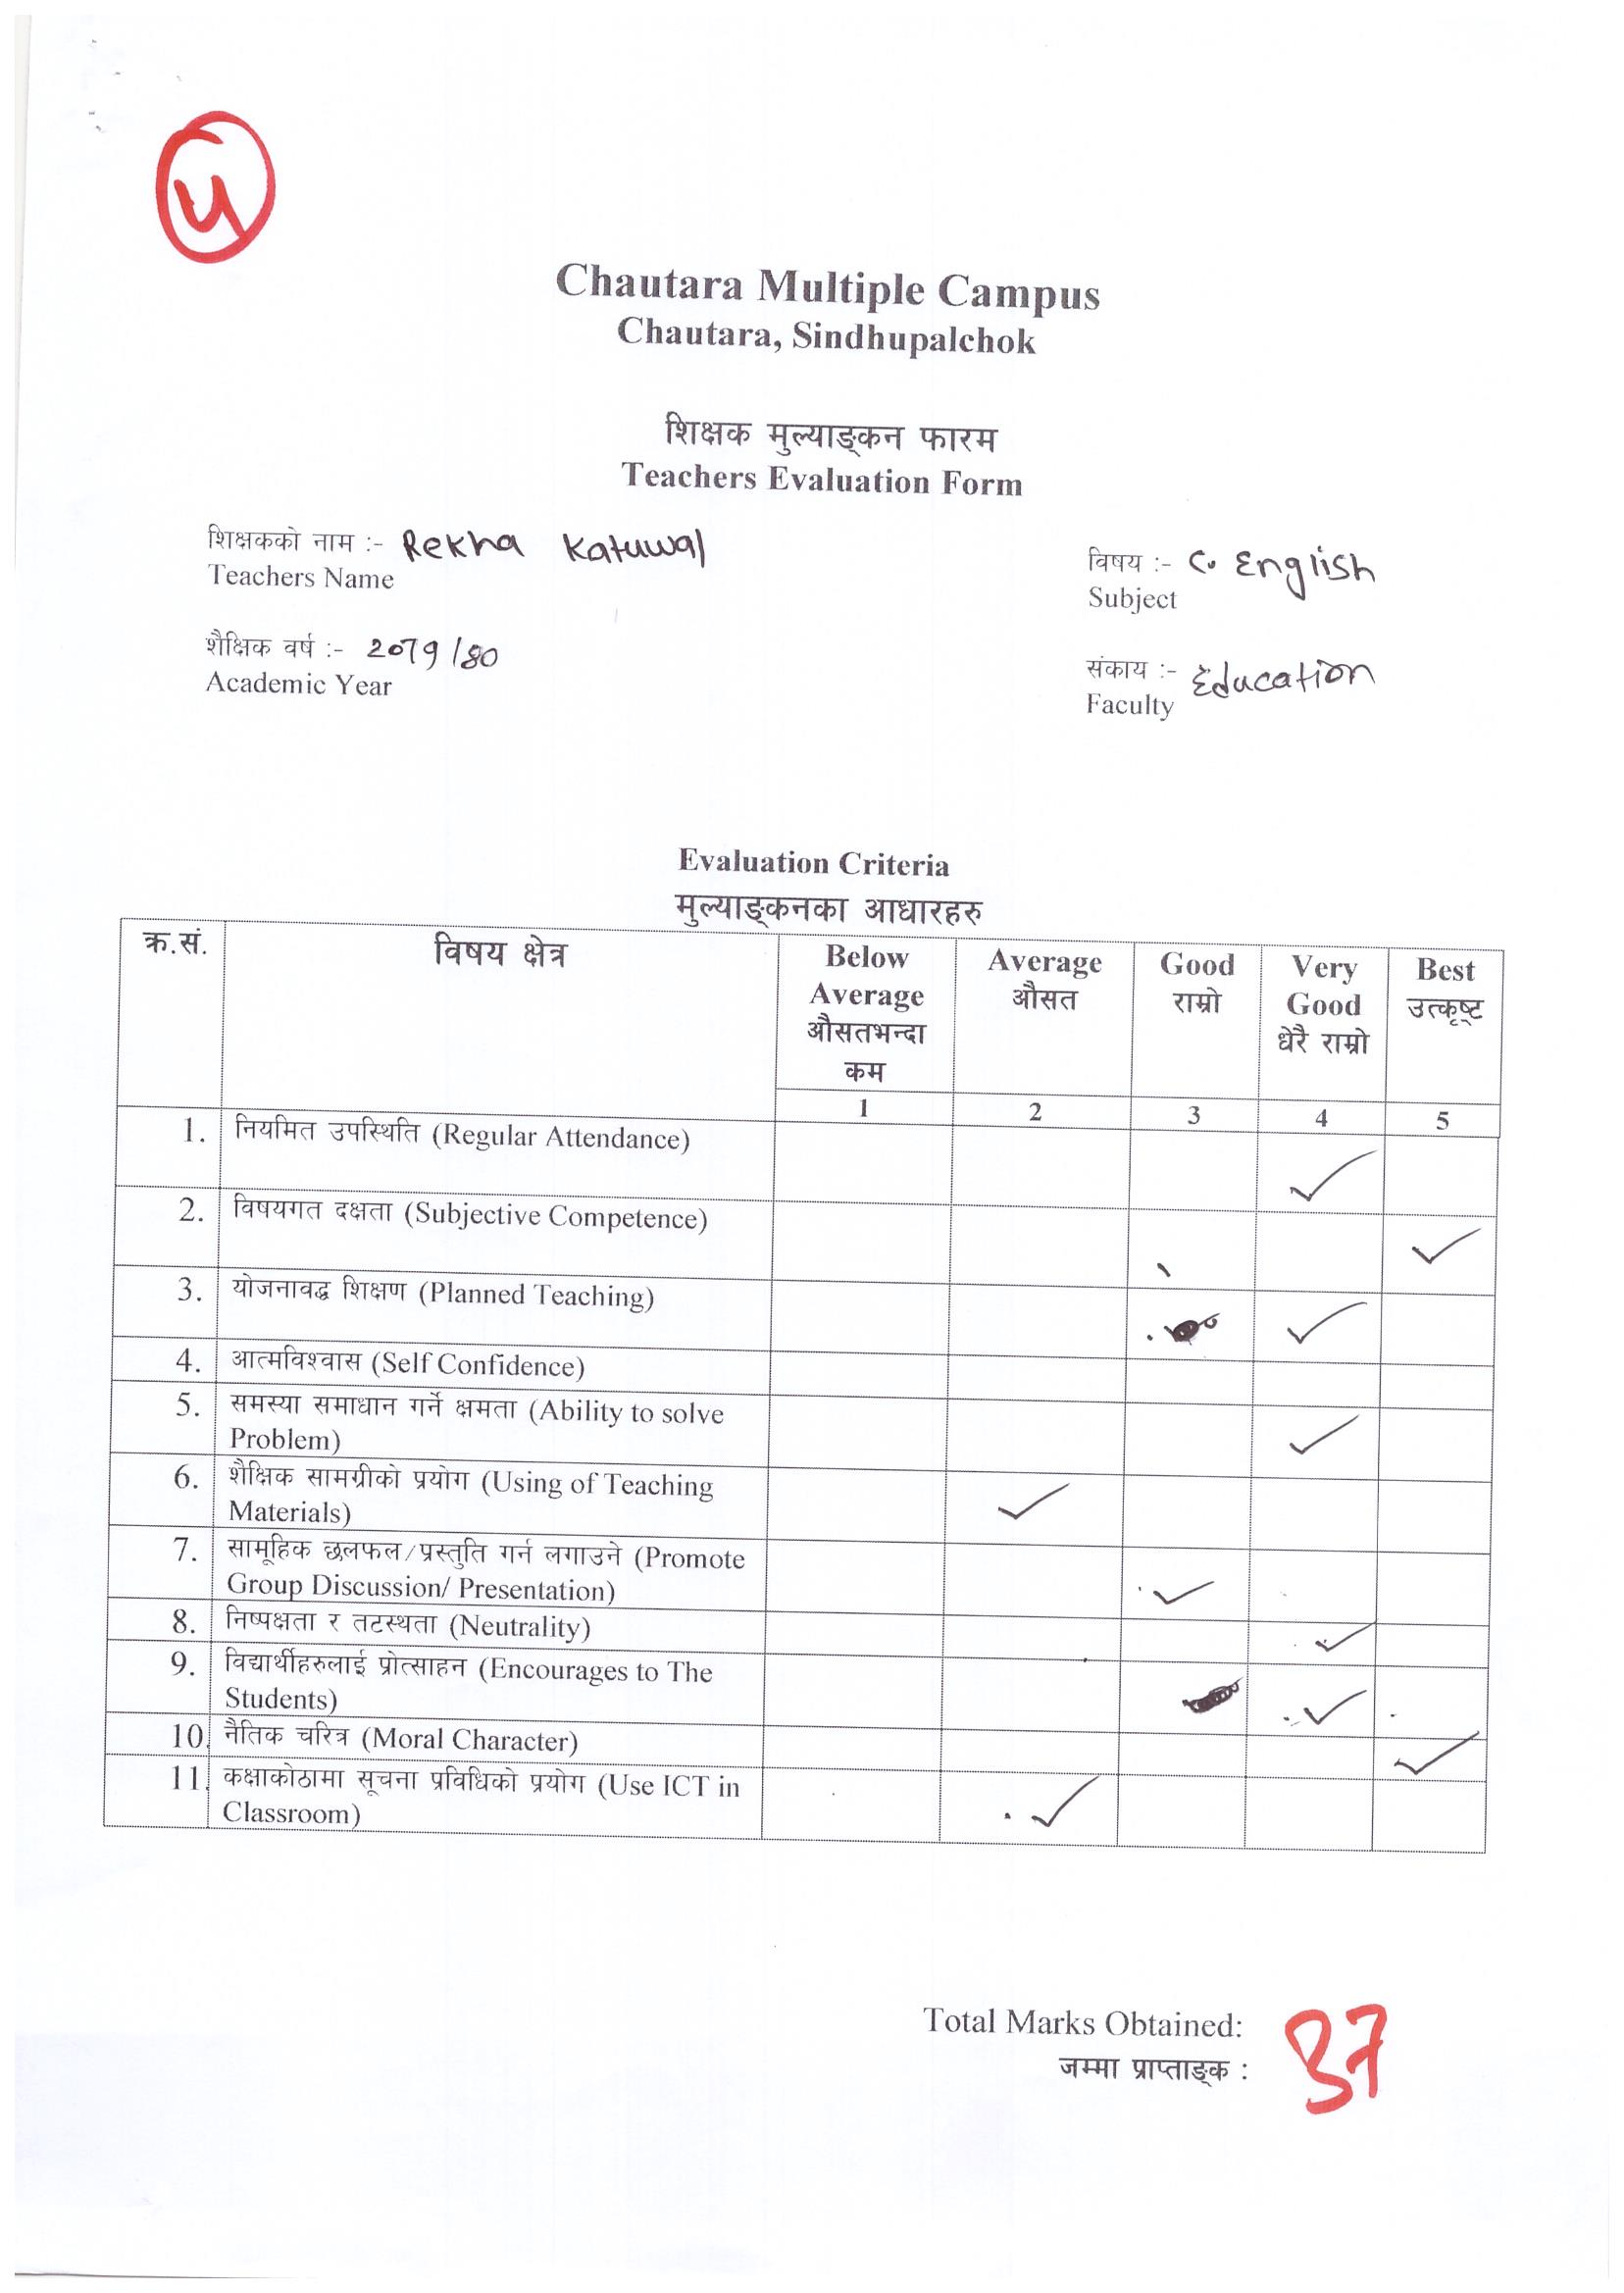 ५
Chautara Multiple Campus
Chautara, Sindhupalchok
शिक्षक मुल्याङ्कन फारम
Teachers Evaluation Form
शिक्षकको नाम :- Rekha Katuwal
Teachers Name
विषय :- C. English
Subject
शैक्षिक वर्ष :- 2079/80
Academic Year
संकाय :- Education
Faculty
Evaluation Criteria
मुल्याङ्कनका आधारहरु
क्र.सं. विषय क्षेत्र Below Average औसतभन्दा कम Average औसत Good राम्रो Very Good धेरै राम्रो Best उत्कृष्ट
1 2 3 4 5
1. नियमित उपस्थिति (Regular Attendance) ✓
2. विषयगत दक्षता (Subjective Competence) ✓
3. योजनावद्ध शिक्षण (Planned Teaching) ✓
4. आत्मविश्वास (Self Confidence)
5. समस्या समाधान गर्ने क्षमता (Ability to solve
Problem) ✓
6. शैक्षिक सामग्रीको प्रयोग (Using of Teaching
Materials) ✓
7. सामूहिक छलफल/प्रस्तुति गर्न लगाउने (Promote
Group Discussion/ Presentation) ✓
8. निष्पक्षता र तटस्थता (Neutrality) ✓
9. विद्यार्थीहरुलाई प्रोत्साहन (Encourages to The
Students) ✓
10. नैतिक चरित्र (Moral Character) ✓
11. कक्षाकोठामा सूचना प्रविधिको प्रयोग (Use ICT in
Classroom) ✓
Total Marks Obtained: 37
जम्मा प्राप्ताङ्क :